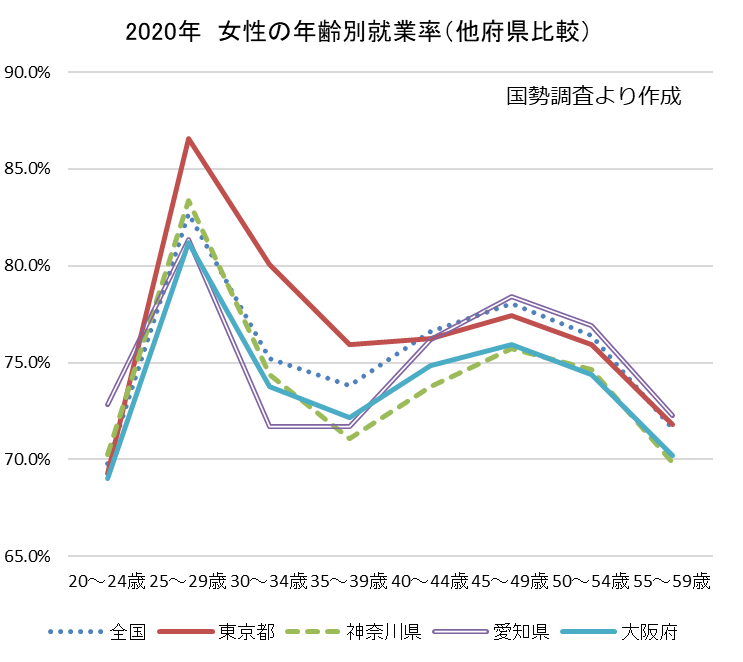 2020年　女性の年齢別就業率（他府県比較）
90.0%
国勢調査より作成
85.0%
80.0%
75.0%
70.0%
65.0%
20～24歳 25～29歳 30～34歳 35～39歳 40～44歳 45～49歳 50～54歳 55～59歳
全国 東京都 神奈川県 愛知県 大阪府